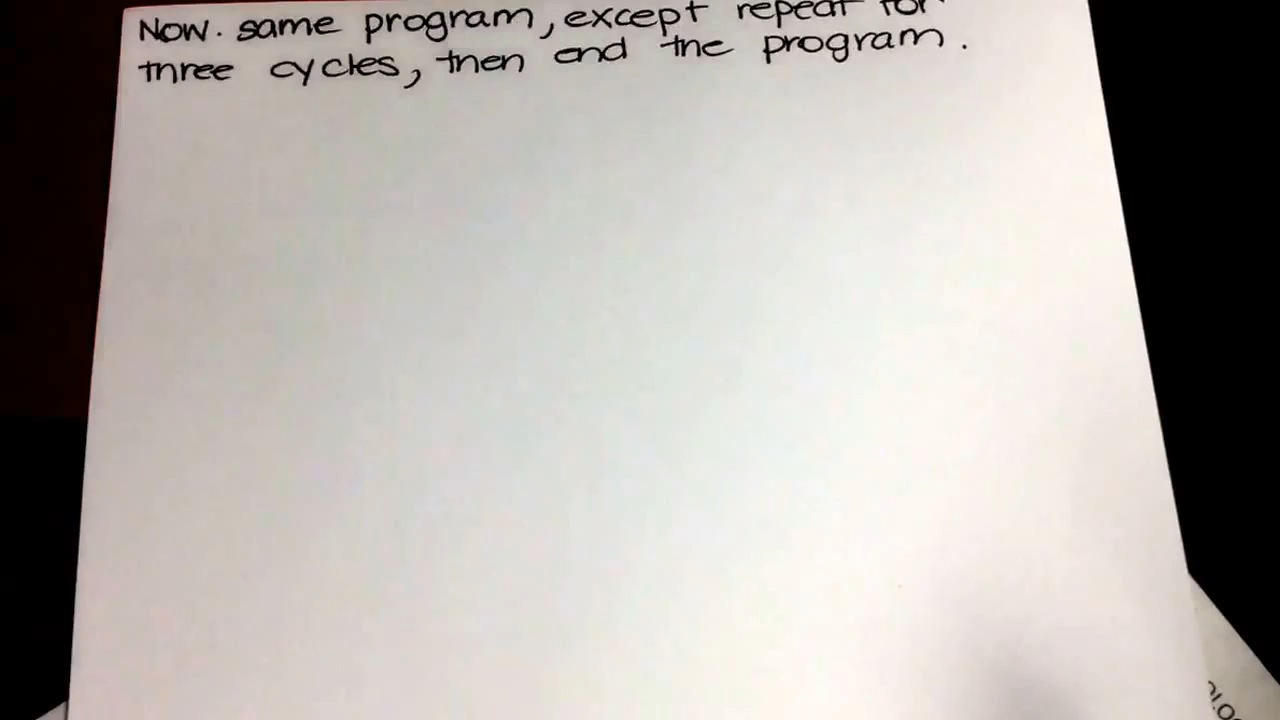 Now. same program, except repeat for
three cycles, then end the program.